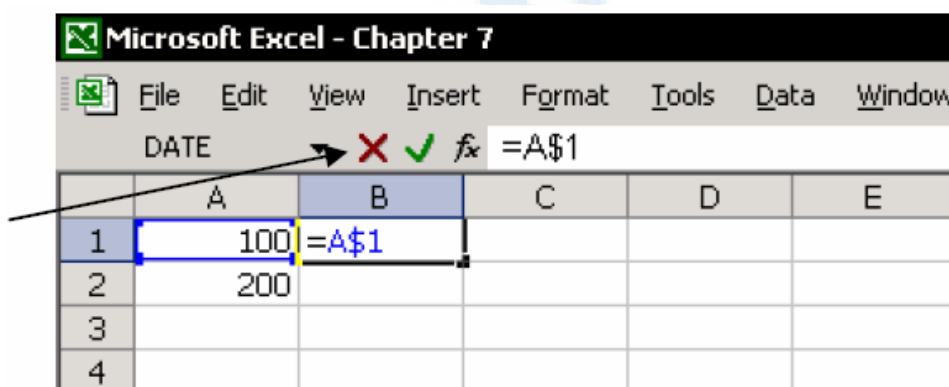 Microsoft Excel - Chapter 7
File Edit View Insert Format Tools Data Window
DATE fx =A$1
A B C D E
1 100 =A$1
2 200
3
4